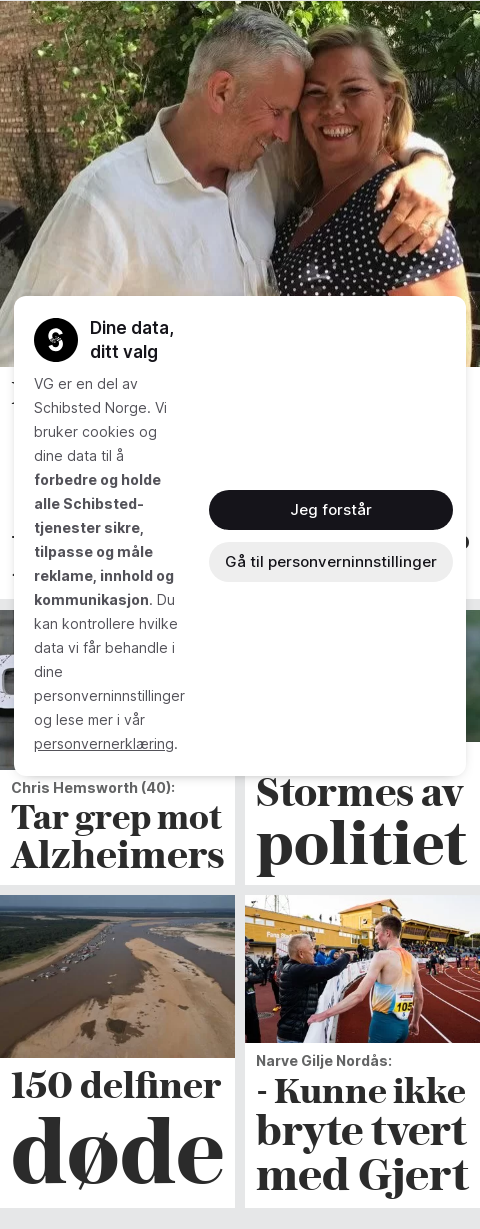 Dine data,
ditt valg
VG er en del av
Schibsted Norge. Vi
bruker cookies og
dine data til å
forbedre og holde
alle Schibsted-
tjenester sikre,
tilpasse og måle
reklame, innhold og
kommunikasjon. Du
kan kontrollere hvilke
data vi får behandle i
dine
personverninnstillinger
og lese mer i vår
personvernerklæring.
Jeg forstår
Gå til personverninnstillinger
Chris Hemsworth (40):
Tar grep mot
Alzheimers
Stormes av
politiet
150 delfiner
døde
Narve Gilje Nordås:
- Kunne ikke
bryte tvert
med Gjert